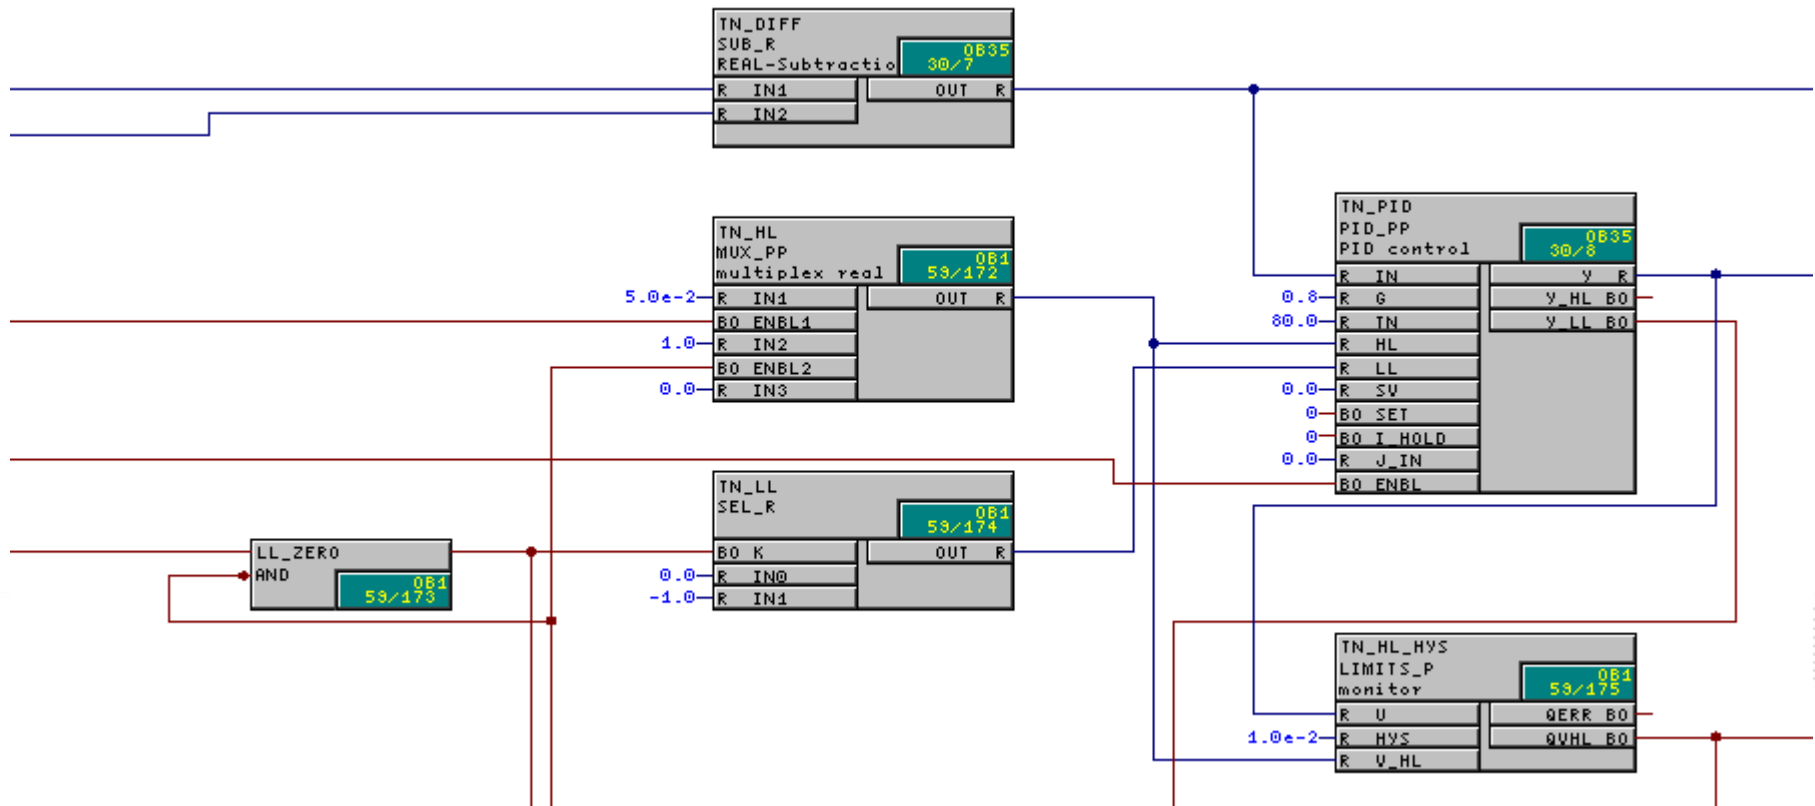 TN_DIFF
SUB_R
REAL-Subtractio
OB35
30/7
R IN1
OUT R
R IN2
TN_HL
MUX_PP
multiplex real
OB1
59/172
5.0e-2 R IN1
OUT R
BO ENBL1
1.0 R IN2
BO ENBL2
0.0 R IN3
TN_PID
PID_PP
PID control
OB35
30/8
R IN
Y R
0.8 R G
Y_HL BO
80.0 R TN
Y_LL BO
R HL
R LL
0.0 R SV
0 BO SET
0 BO I_HOLD
0.0 R J_IN
BO ENBL
TN_LL
SEL_R
OB1
59/174
BO K
OUT R
0.0 R IN0
-1.0 R IN1
LL_ZERO
AND
OB1
59/173
TN_HL_HYS
LIMITS_P
monitor
OB1
59/175
R U
QERR BO
1.0e-2 R HYS
QVHL BO
R V_HL